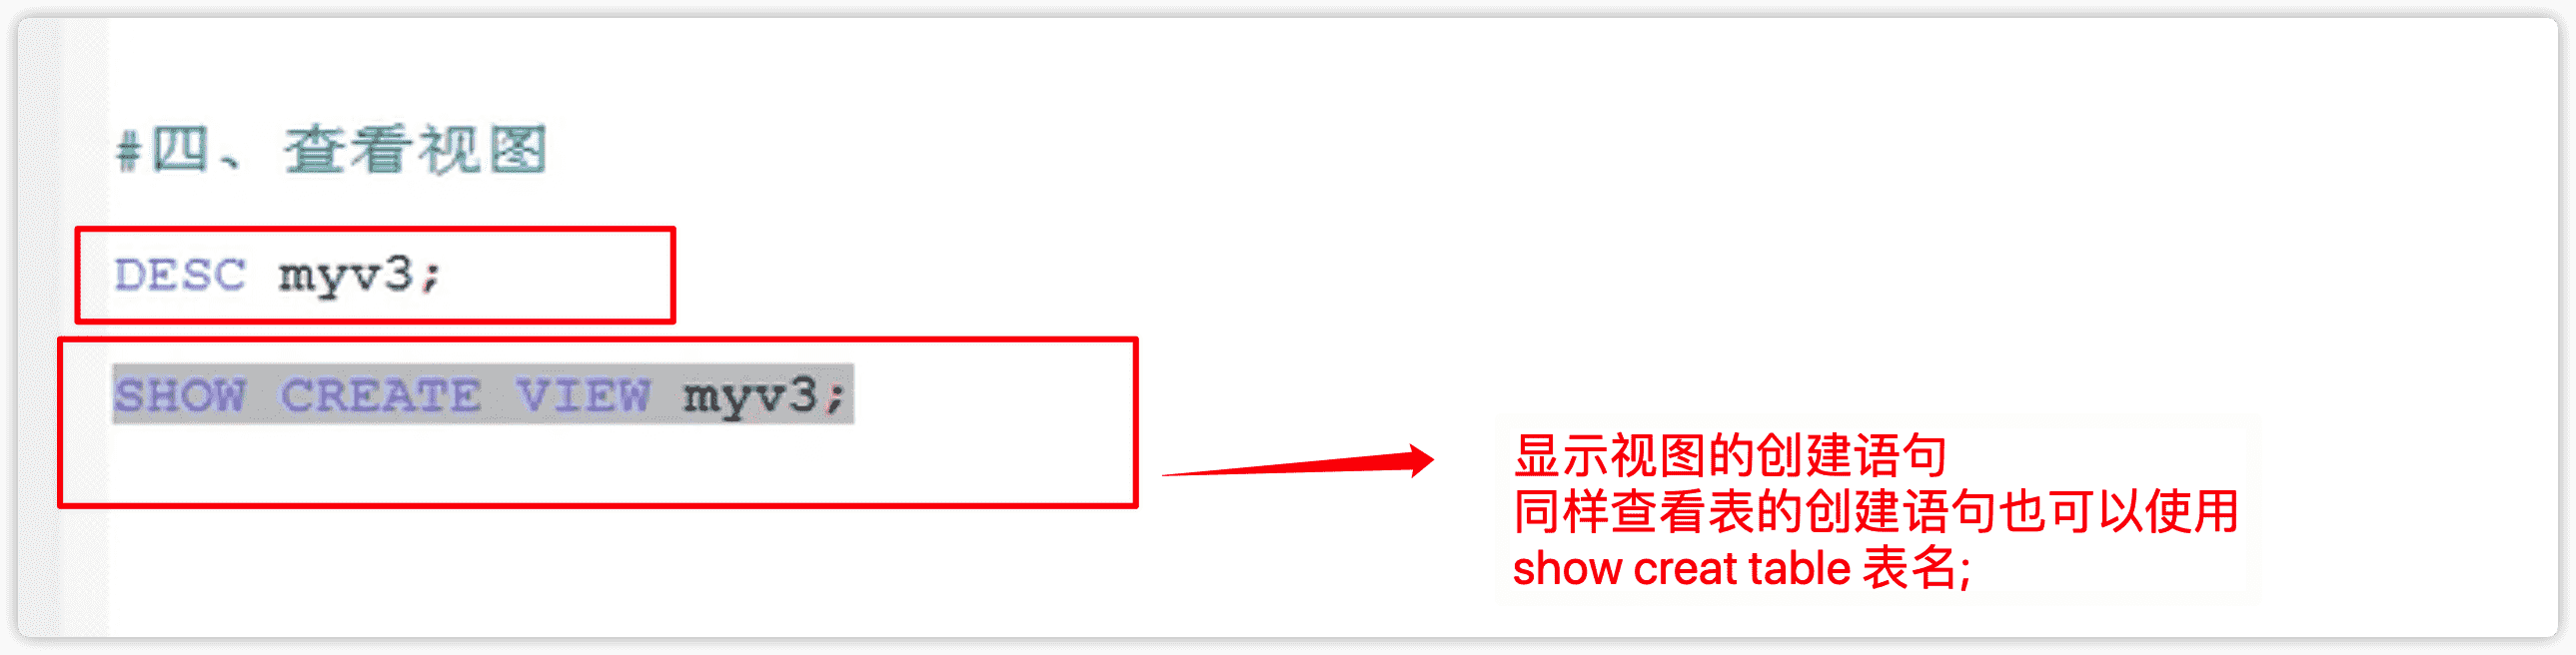 #四、查看视图
DESC myv3;
SHOW CREATE VIEW myv3;
显示视图的创建语句
同样查看表的创建语句也可以使用
show creat table 表名;